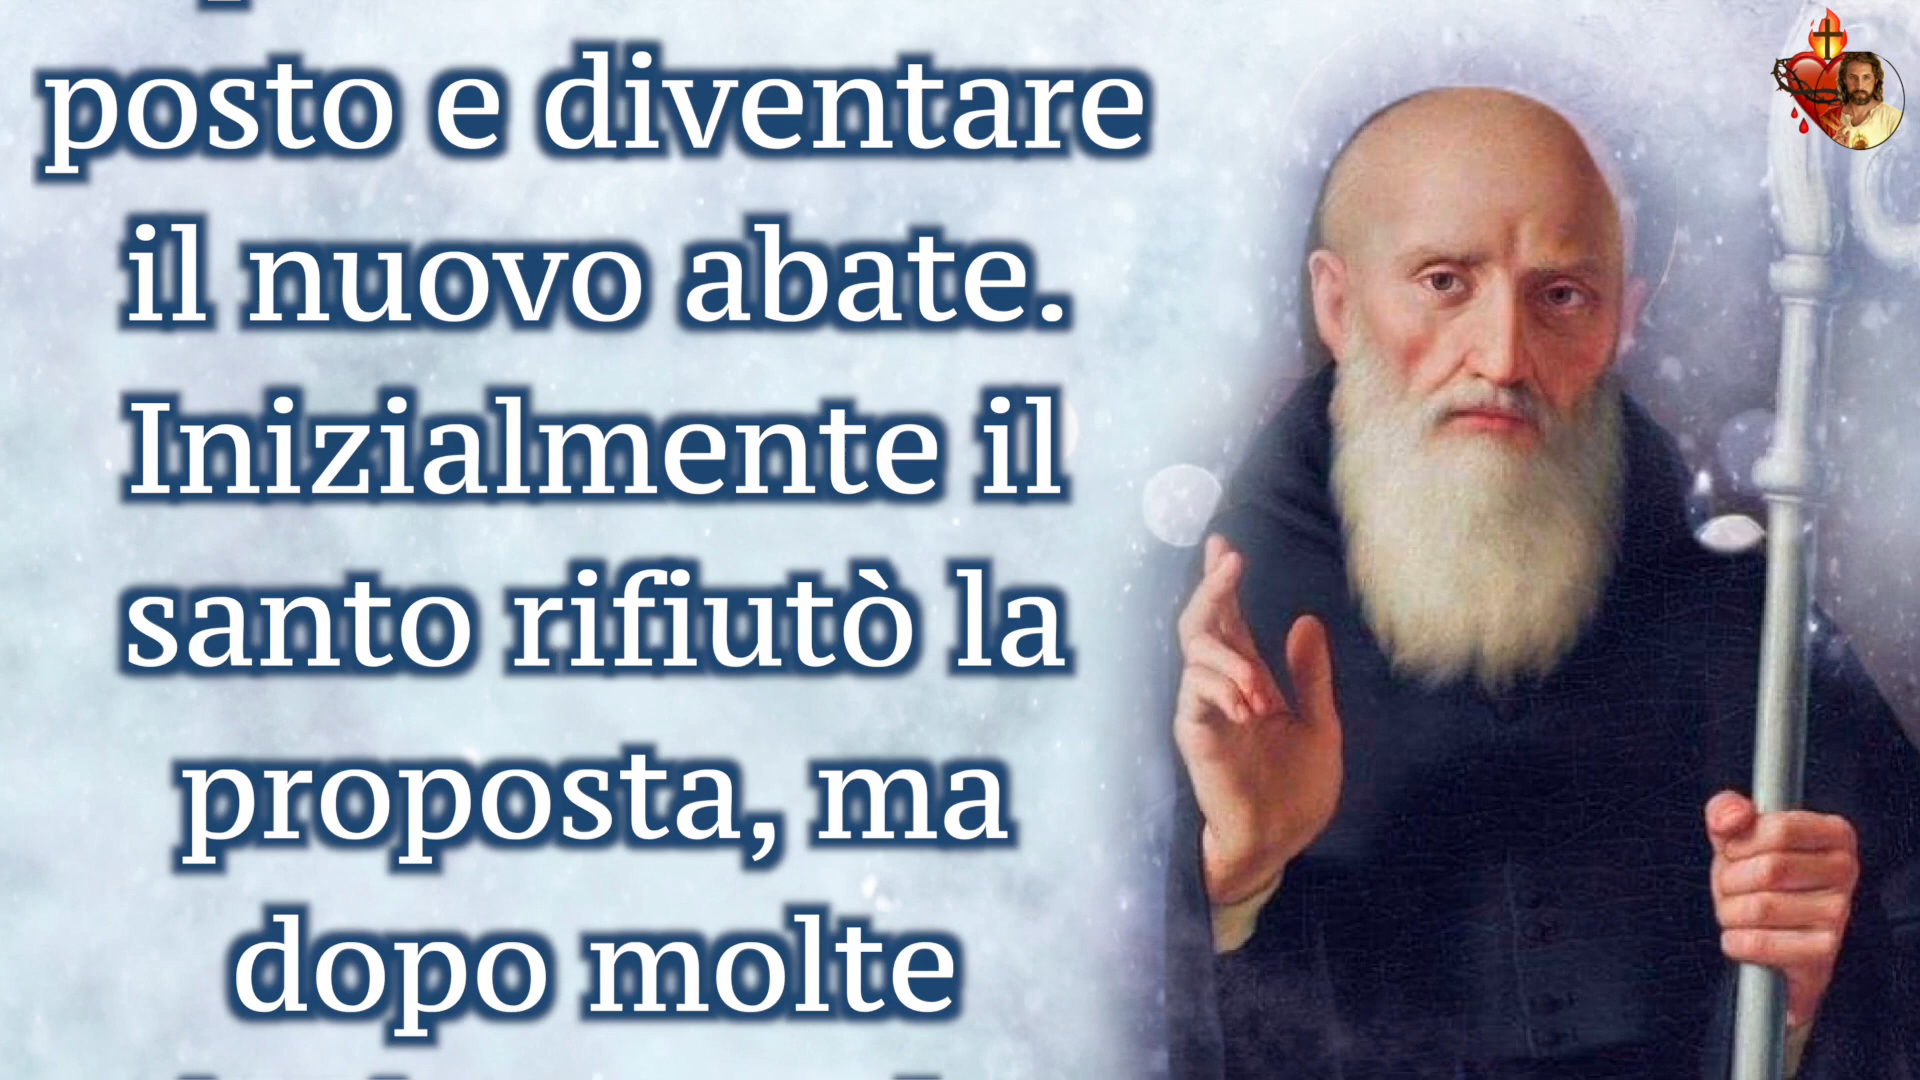 posto e diventare
il nuovo abate.
Inizialmente il
santo rifiutò la
proposta, ma
dopo molte